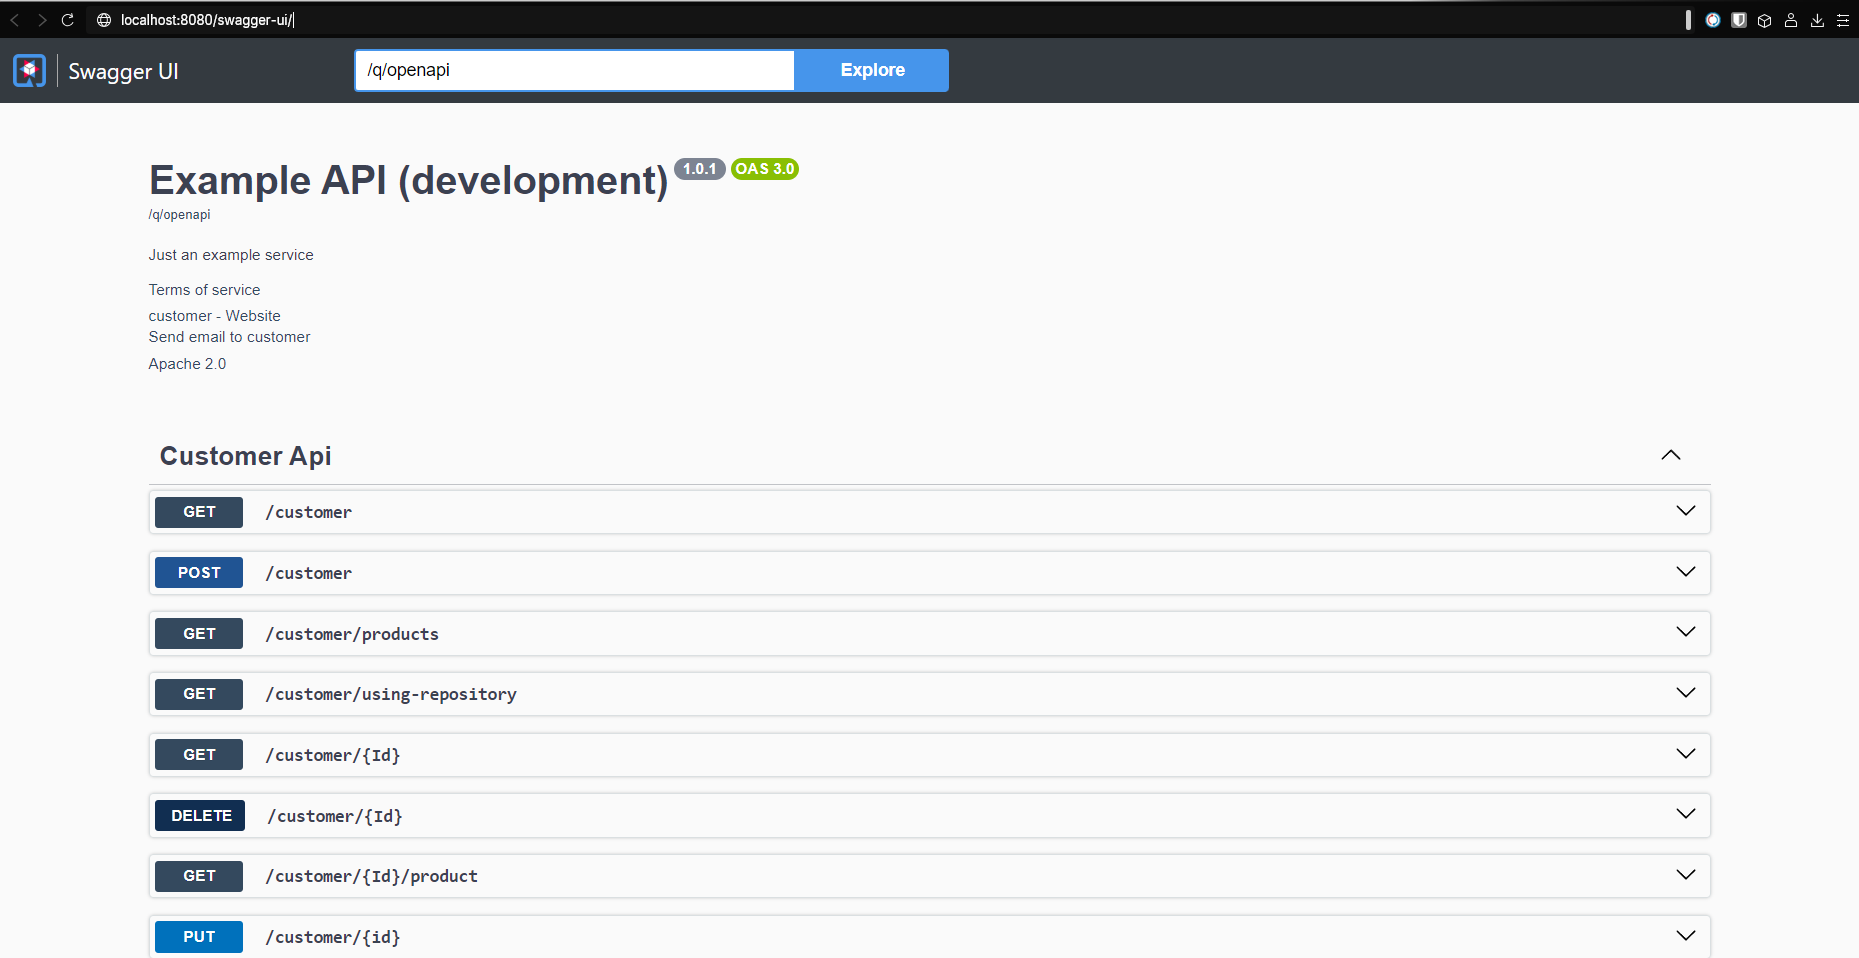 localhost:8080/swagger-ui/
Swagger UI
/q/openapi
Explore
Example API (development) 1.0.1 OAS 3.0
/q/openapi
Just an example service
Terms of service
customer - Website
Send email to customer
Apache 2.0
Customer Api
GET /customer
POST /customer
GET /customer/products
GET /customer/using-repository
GET /customer/{Id}
DELETE /customer/{Id}
GET /customer/{Id}/product
PUT /customer/{id}